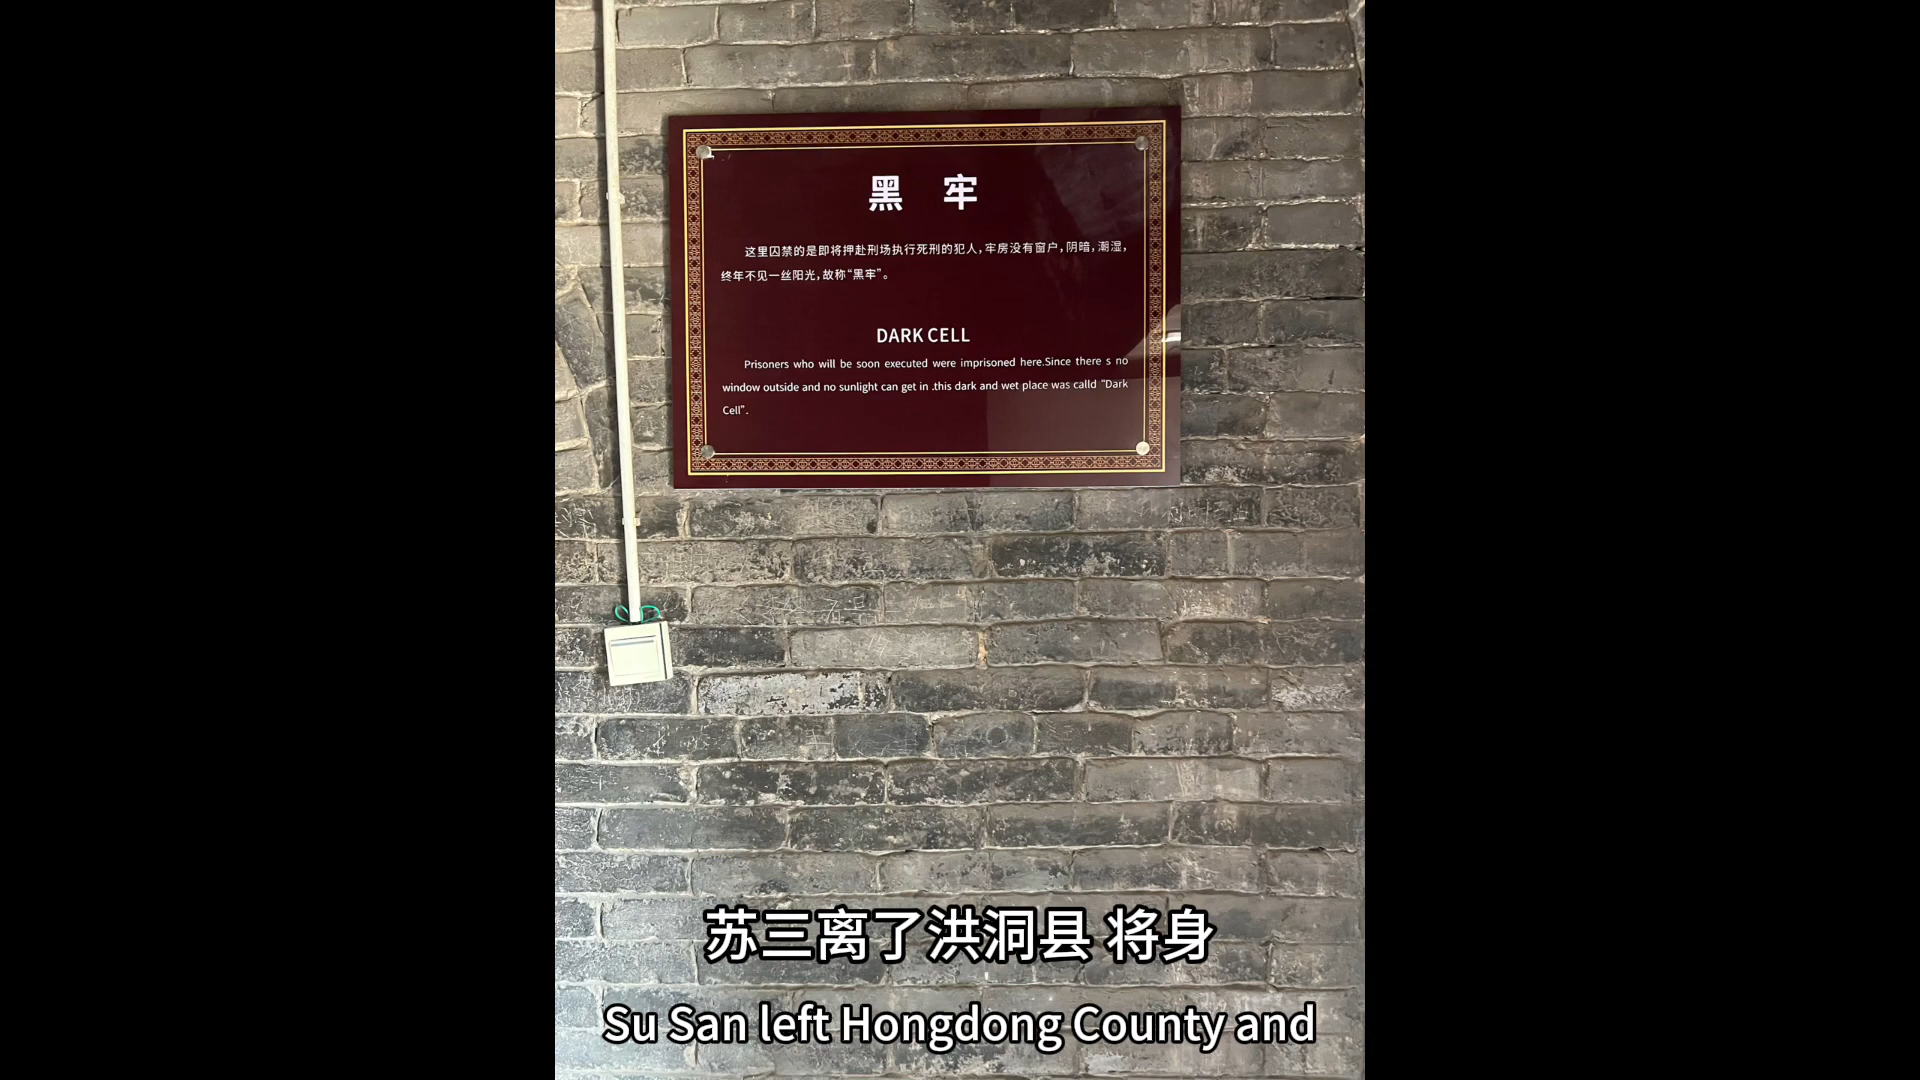 黑 牢
这里囚禁的是即将押赴刑场执行死刑的犯人,牢房没有窗户,阴暗,潮湿,
终年不见一丝阳光,故称“黑牢”。
DARK CELL
Prisoners who will be soon executed were imprisoned here.Since there s no
window outside and no sunlight can get in .this dark and wet place was calld "Dark
Cell".
苏三离了洪洞县 将身
Su San left Hongdong County and